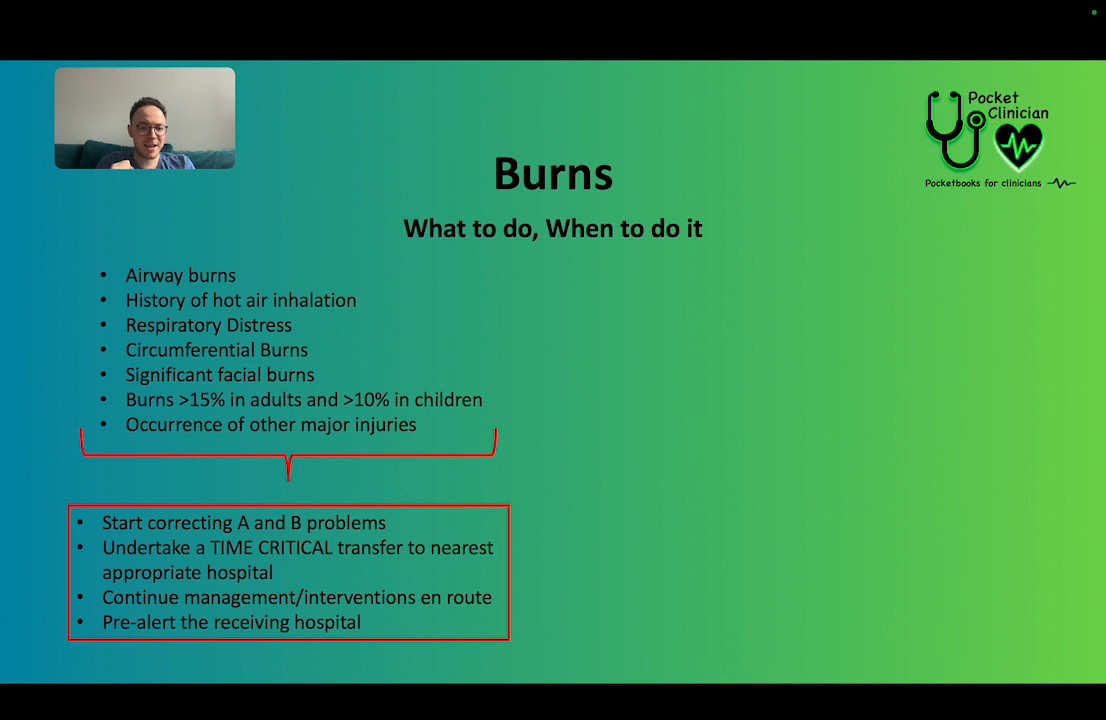 Pocket
Clinician
Pocketbooks for clinicians
Burns
What to do, When to do it
• Airway burns
• History of hot air inhalation
• Respiratory Distress
• Circumferential Burns
• Significant facial burns
• Burns >15% in adults and >10% in children
• Occurrence of other major injuries
• Start correcting A and B problems
• Undertake a TIME CRITICAL transfer to nearest
appropriate hospital
• Continue management/interventions en route
• Pre-alert the receiving hospital